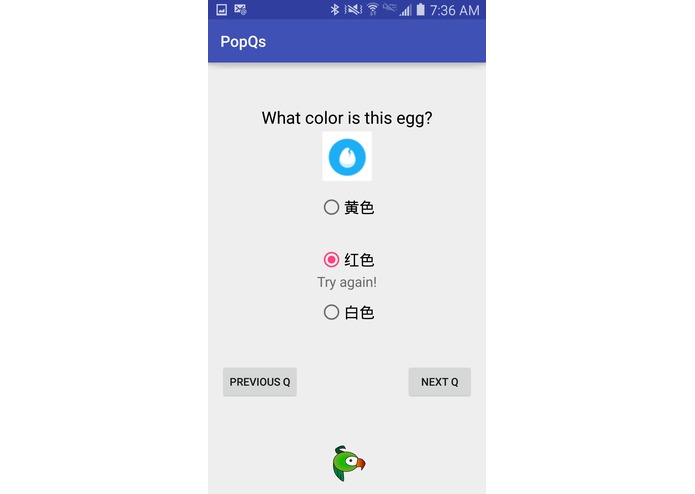 7:36 AM
PopQs
What color is this egg?
黄色
红色
Try again!
白色
PREVIOUS Q
NEXT Q